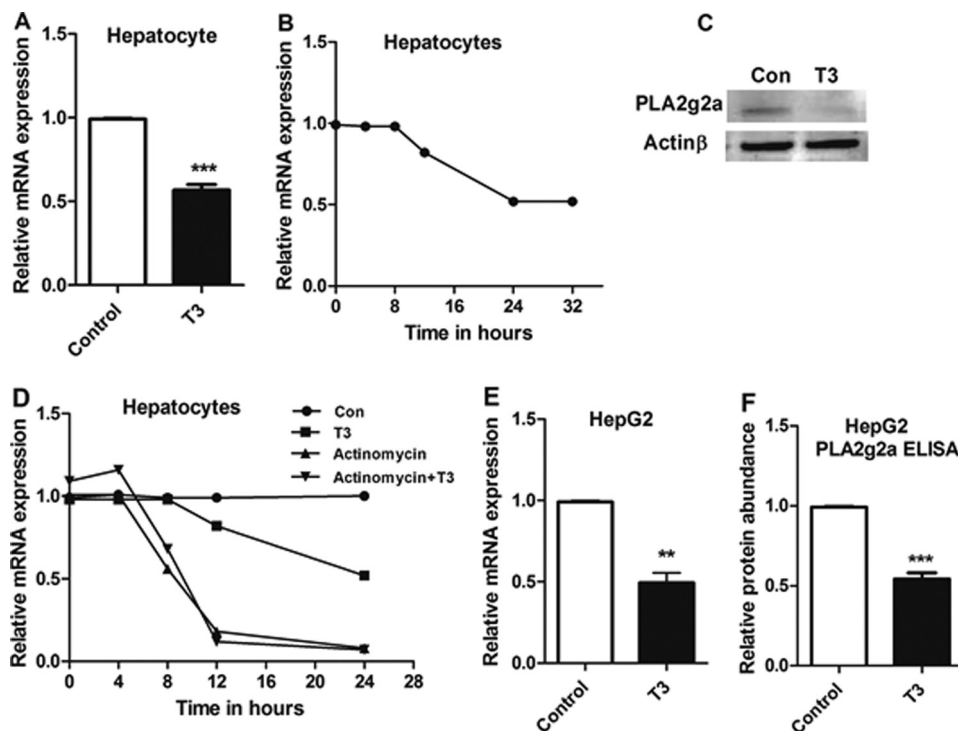 A
Hepatocyte
Relative mRNA expression
1.5
1.0
0.5
0.0
***
Control
T3
B
Hepatocytes
Relative mRNA expression
1.5
1.0
0.5
0.0
0 8 16 24 32
Time in hours
C
Con T3
PLA2g2a
Actinβ
D
Hepatocytes
Relative mRNA expression
1.5
1.0
0.5
0.0
0 4 8 12 16 20 24 28
Time in hours
Con
T3
Actinomycin
Actinomycin+T3
E
HepG2
Relative mRNA expression
1.5
1.0
0.5
0.0
**
Control
T3
F
HepG2
PLA2g2a ELISA
Relative protein abundance
1.5
1.0
0.5
0.0
***
Control
T3